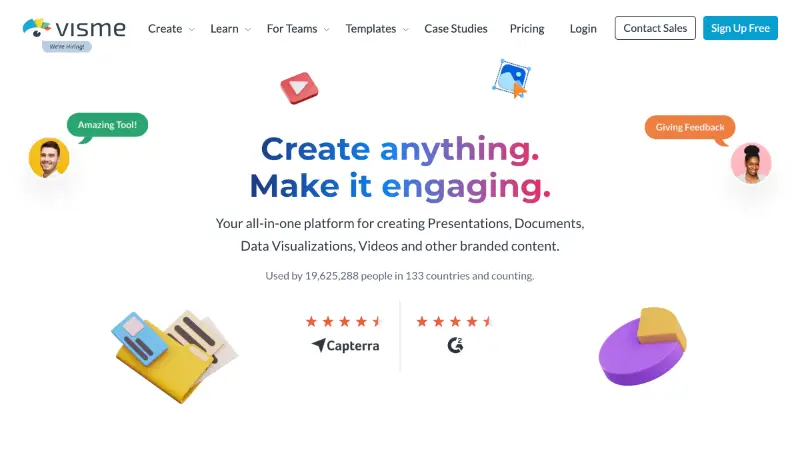 visme
We're Hiring!
Create
Learn
For Teams
Templates
Case Studies
Pricing
Login
Contact Sales
Sign Up Free
Amazing Tool!
Giving Feedback
Create anything.
Make it engaging.
Your all-in-one platform for creating Presentations, Documents,
Data Visualizations, Videos and other branded content.
Used by 19,625,288 people in 133 countries and counting.
Capterra
G2